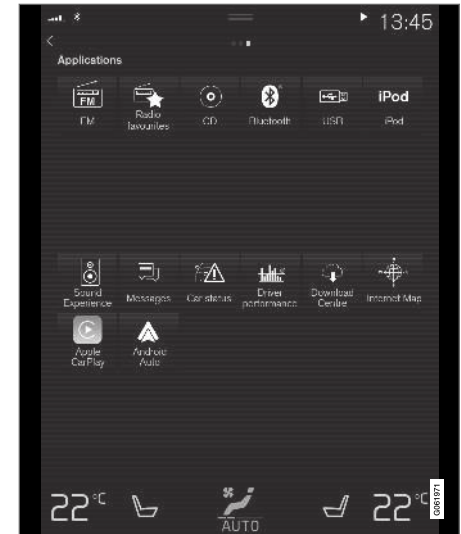 13:45
Applications
FM
iPod
FM
Radio
favourites
CD
Bluetooth
USB
iPod
Sound
Experience
Messages
Car status
Driver
performance
Download
Centre
Internet Map
Apple
CarPlay
Android
Auto
22°C
22°C
AUTO
G061971